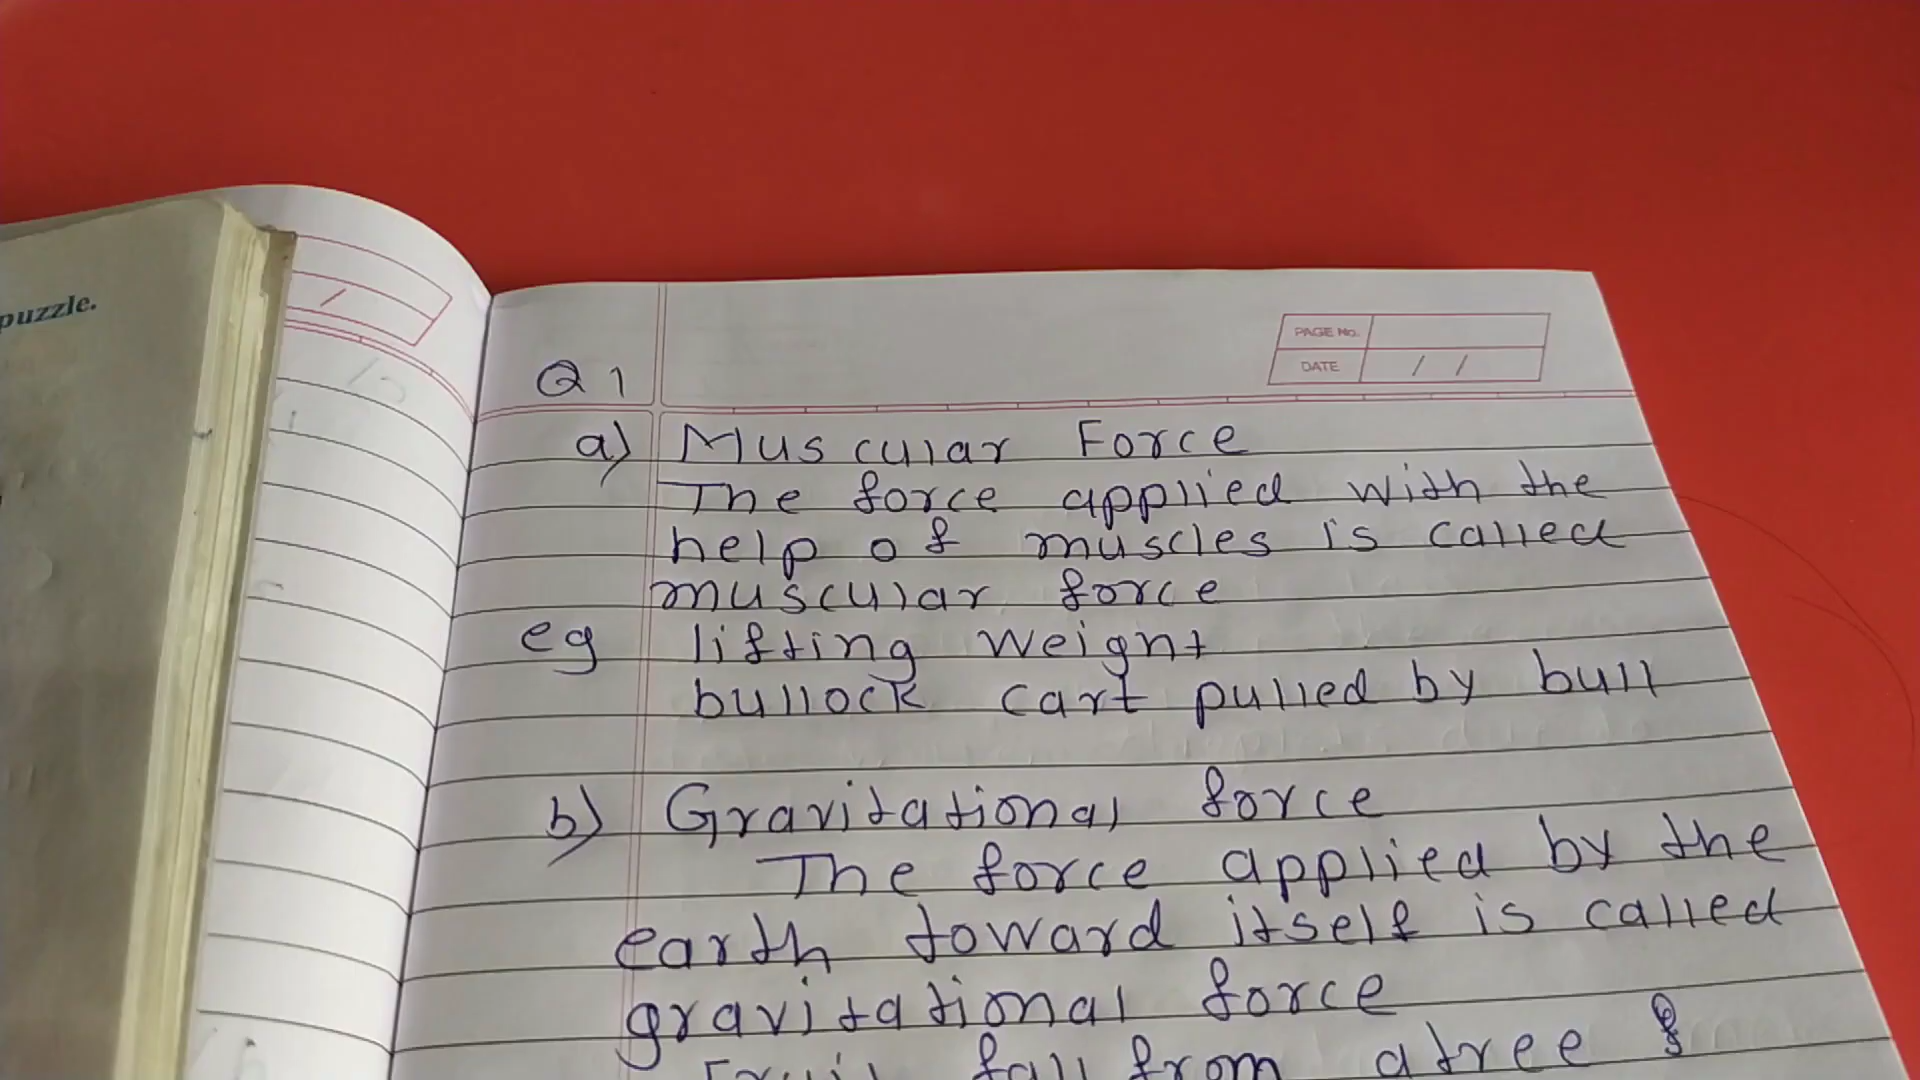 puzzle.
PAGE No.
DATE / /
Q 1
a) Muscular Force
The force applied with the
help of muscles is called
muscular force
eg lifting weight
bullock cart pulled by bull
b) Gravitational force
The force applied by the
earth toward itself is called
gravitational force
Fruit fall from a tree &